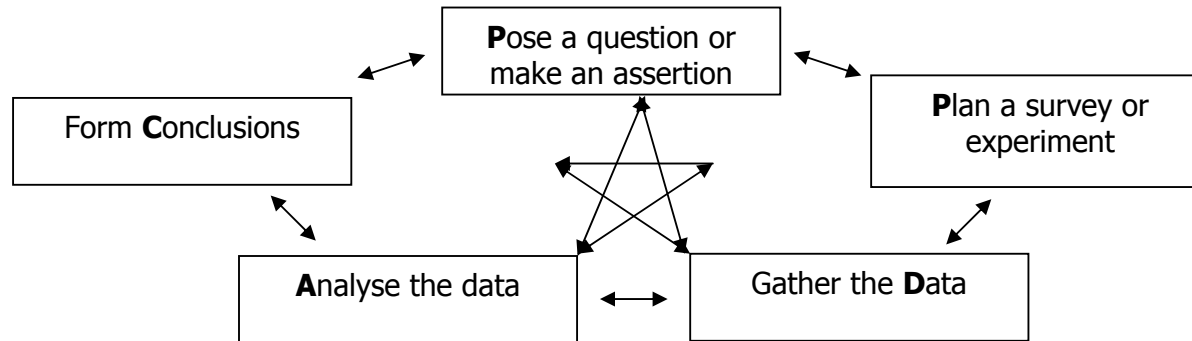 Pose a question or
make an assertion
Plan a survey or
experiment
Gather the Data
Analyse the data
Form Conclusions